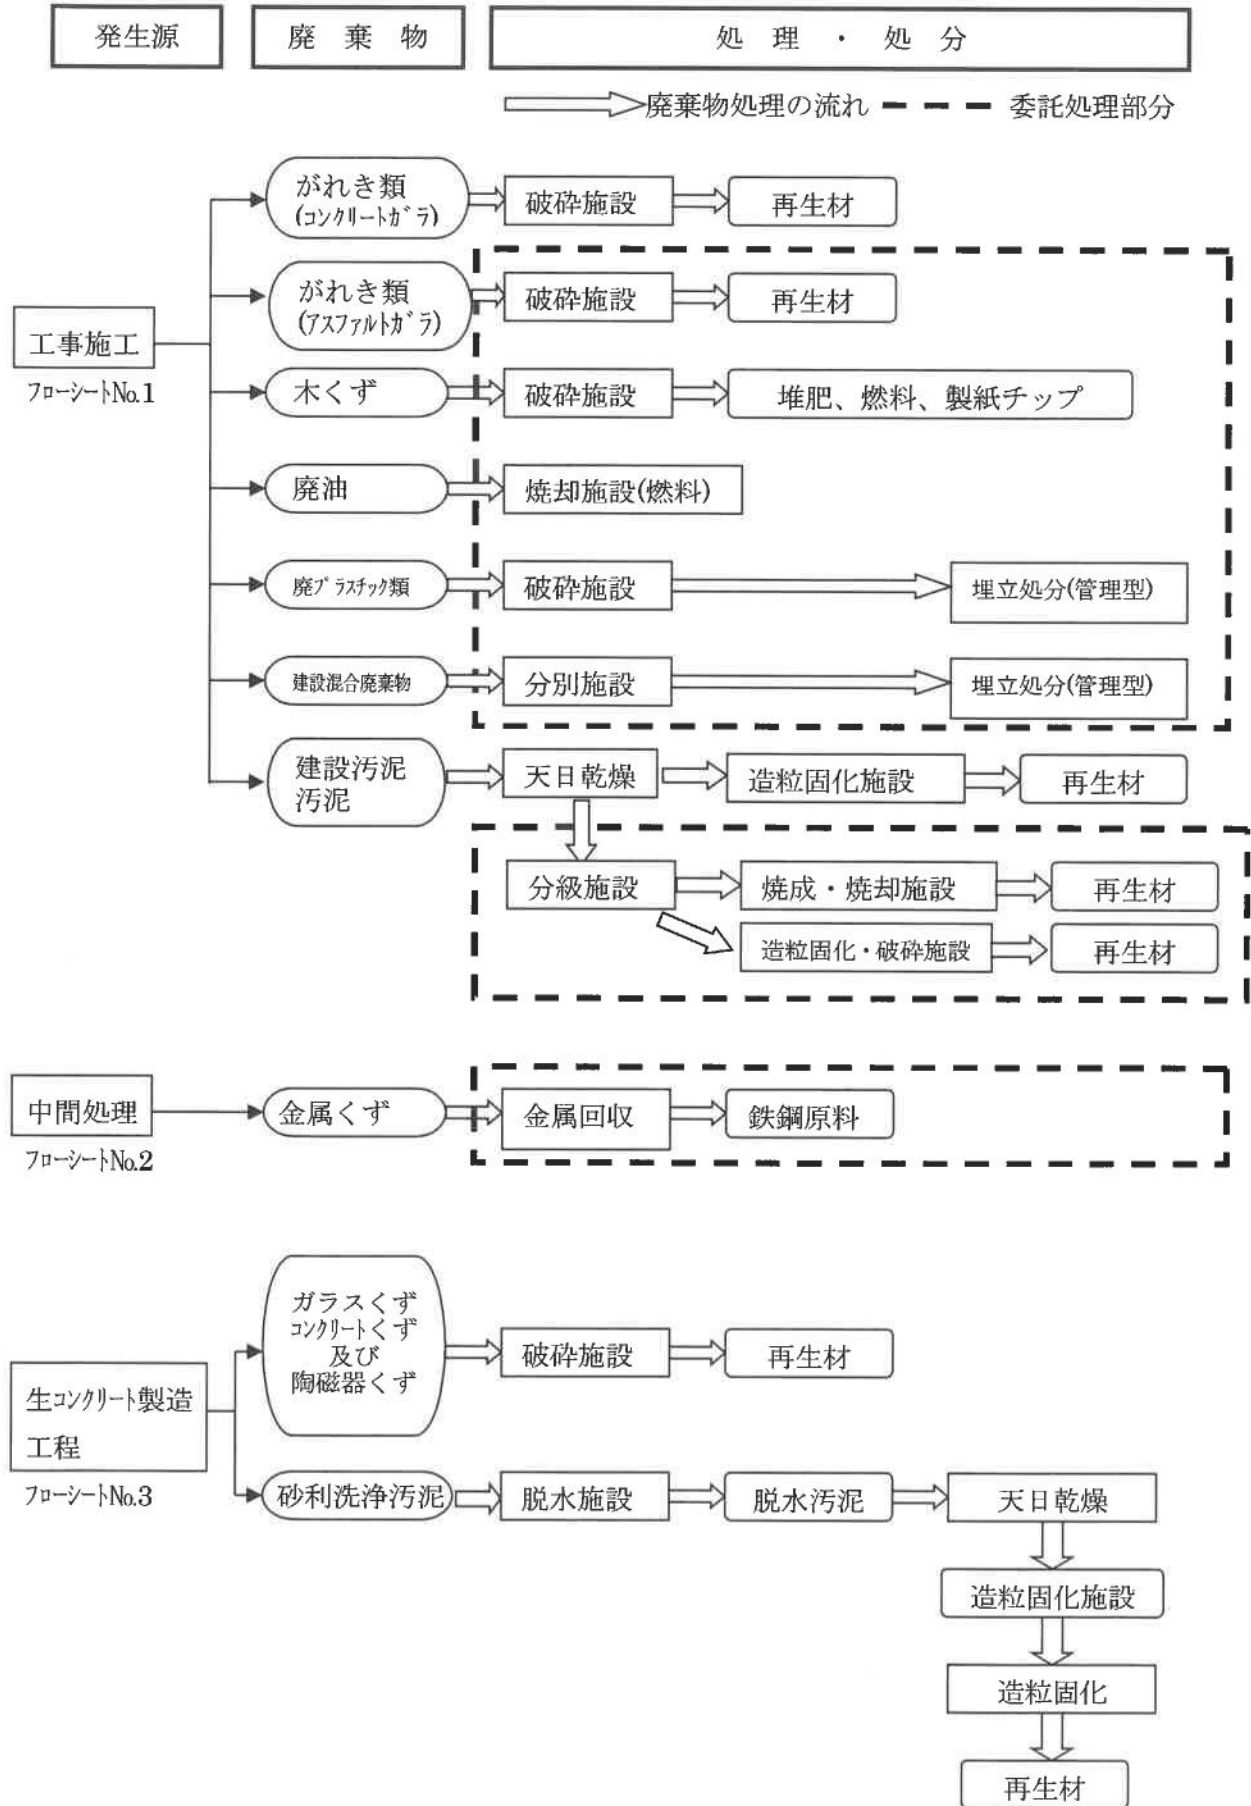 発生源
廃 棄 物
処 理 ・ 処 分
廃棄物処理の流れ
委託処理部分
がれき類
(コンクリートガラ)
破砕施設
再生材
がれき類
(アスファルトガラ)
破砕施設
再生材
工事施工
フローシートNo.1
木くず
破砕施設
堆肥、燃料、製紙チップ
廃油
焼却施設(燃料)
廃プラスチック類
破砕施設
埋立処分(管理型)
建設混合廃棄物
分別施設
埋立処分(管理型)
建設汚泥
汚泥
天日乾燥
造粒固化施設
再生材
分級施設
焼成・焼却施設
再生材
造粒固化・破砕施設
再生材
中間処理
フローシートNo.2
金属くず
金属回収
鉄鋼原料
ガラスくず
コンクリートくず
及び
陶磁器くず
破砕施設
再生材
生コンクリート製造
工程
フローシートNo.3
砂利洗浄汚泥
脱水施設
脱水汚泥
天日乾燥
造粒固化施設
造粒固化
再生材